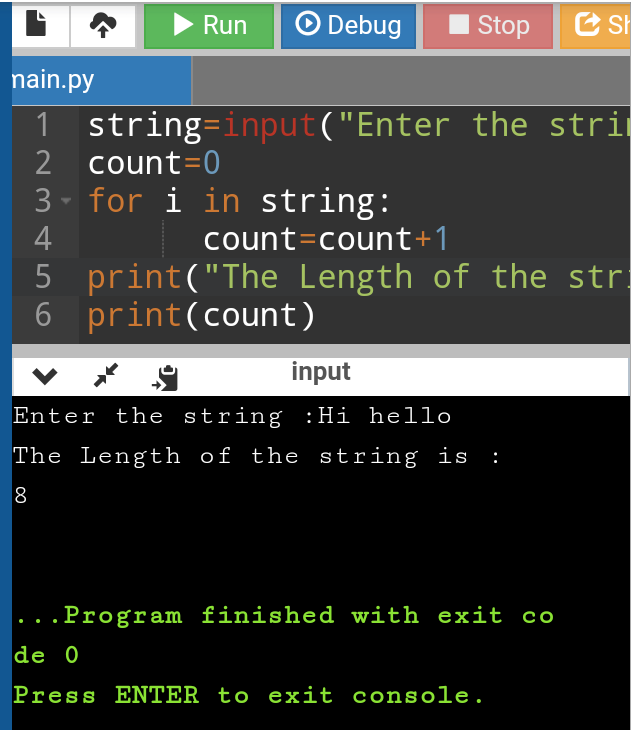 Run Debug Stop
main.py
1 string=input("Enter the
2 count=0
3 for i in string:
4 count=count+1
5 print("The Length of the
6 print(count)
input
Enter the string :Hi hello
The Length of the string is :
8
...Program finished with exit co
de 0
Press ENTER to exit console.